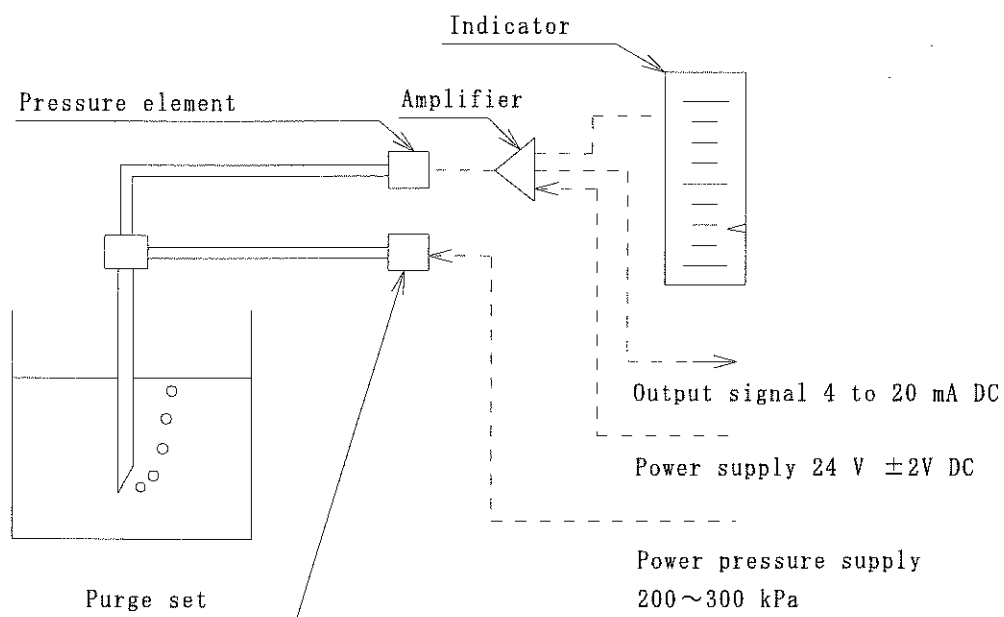 Indicator
Pressure element
Amplifier
Output signal 4 to 20 mA DC
Power supply 24 V ±2V DC
Power pressure supply
200～300 kPa
Purge set